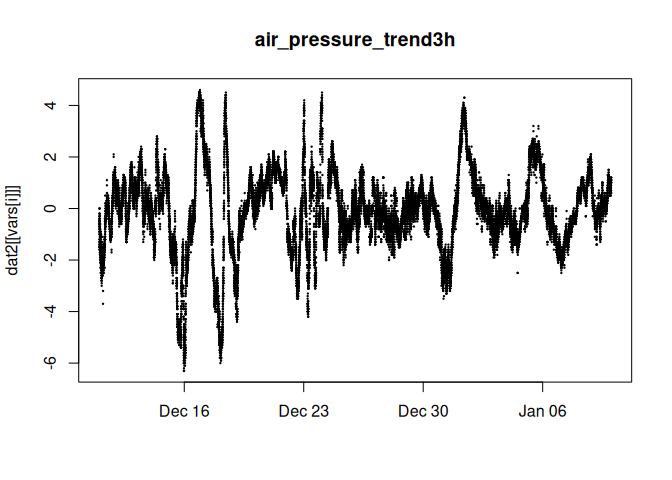 air_pressure_trend3h
dat2[[vars[i]]]
4
2
0
-2
-4
-6
Dec 16 Dec 23 Dec 30 Jan 06